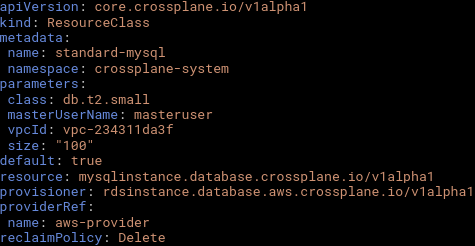 apiVersion: core.crossplane.io/v1alpha1
kind: ResourceClass
metadata:
 name: standard-mysql
 namespace: crossplane-system
parameters:
 class: db.t2.small
 masterUserName: masteruser
 vpcId: vpc-234311da3f
 size: "100"
default: true
resource: mysqlinstance.database.crossplane.io/v1alpha1
provisioner: rdsinstance.database.aws.crossplane.io/v1alpha1
providerRef:
 name: aws-provider
reclaimPolicy: Delete